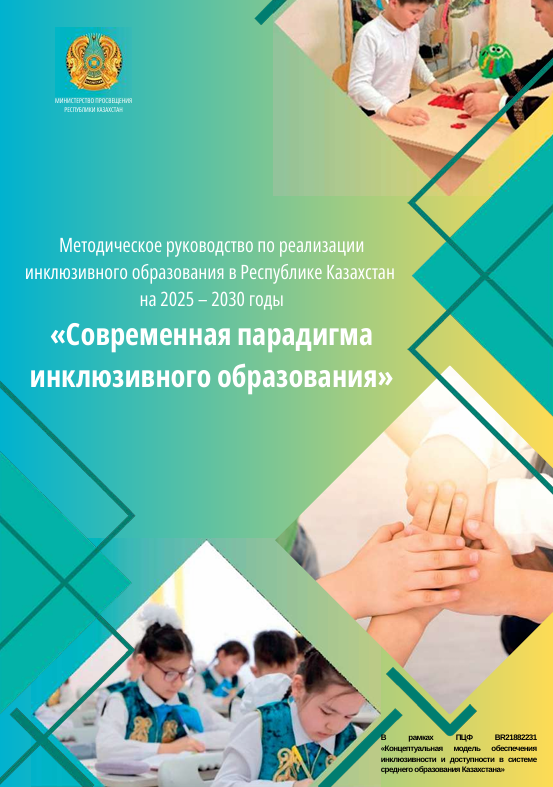 МИНИСТЕРСТВО ПРОСВЕЩЕНИЯ
РЕСПУБЛИКИ КАЗАХСТАН
Методическое руководство по реализации
инклюзивного образования в Республике Казахстан
на 2025 – 2030 годы
«Современная парадигма
инклюзивного образования»
В рамках ПЦФ BR21882231
«Концептуальная модель обеспечения
инклюзивности и доступности в системе
среднего образования Казахстана»